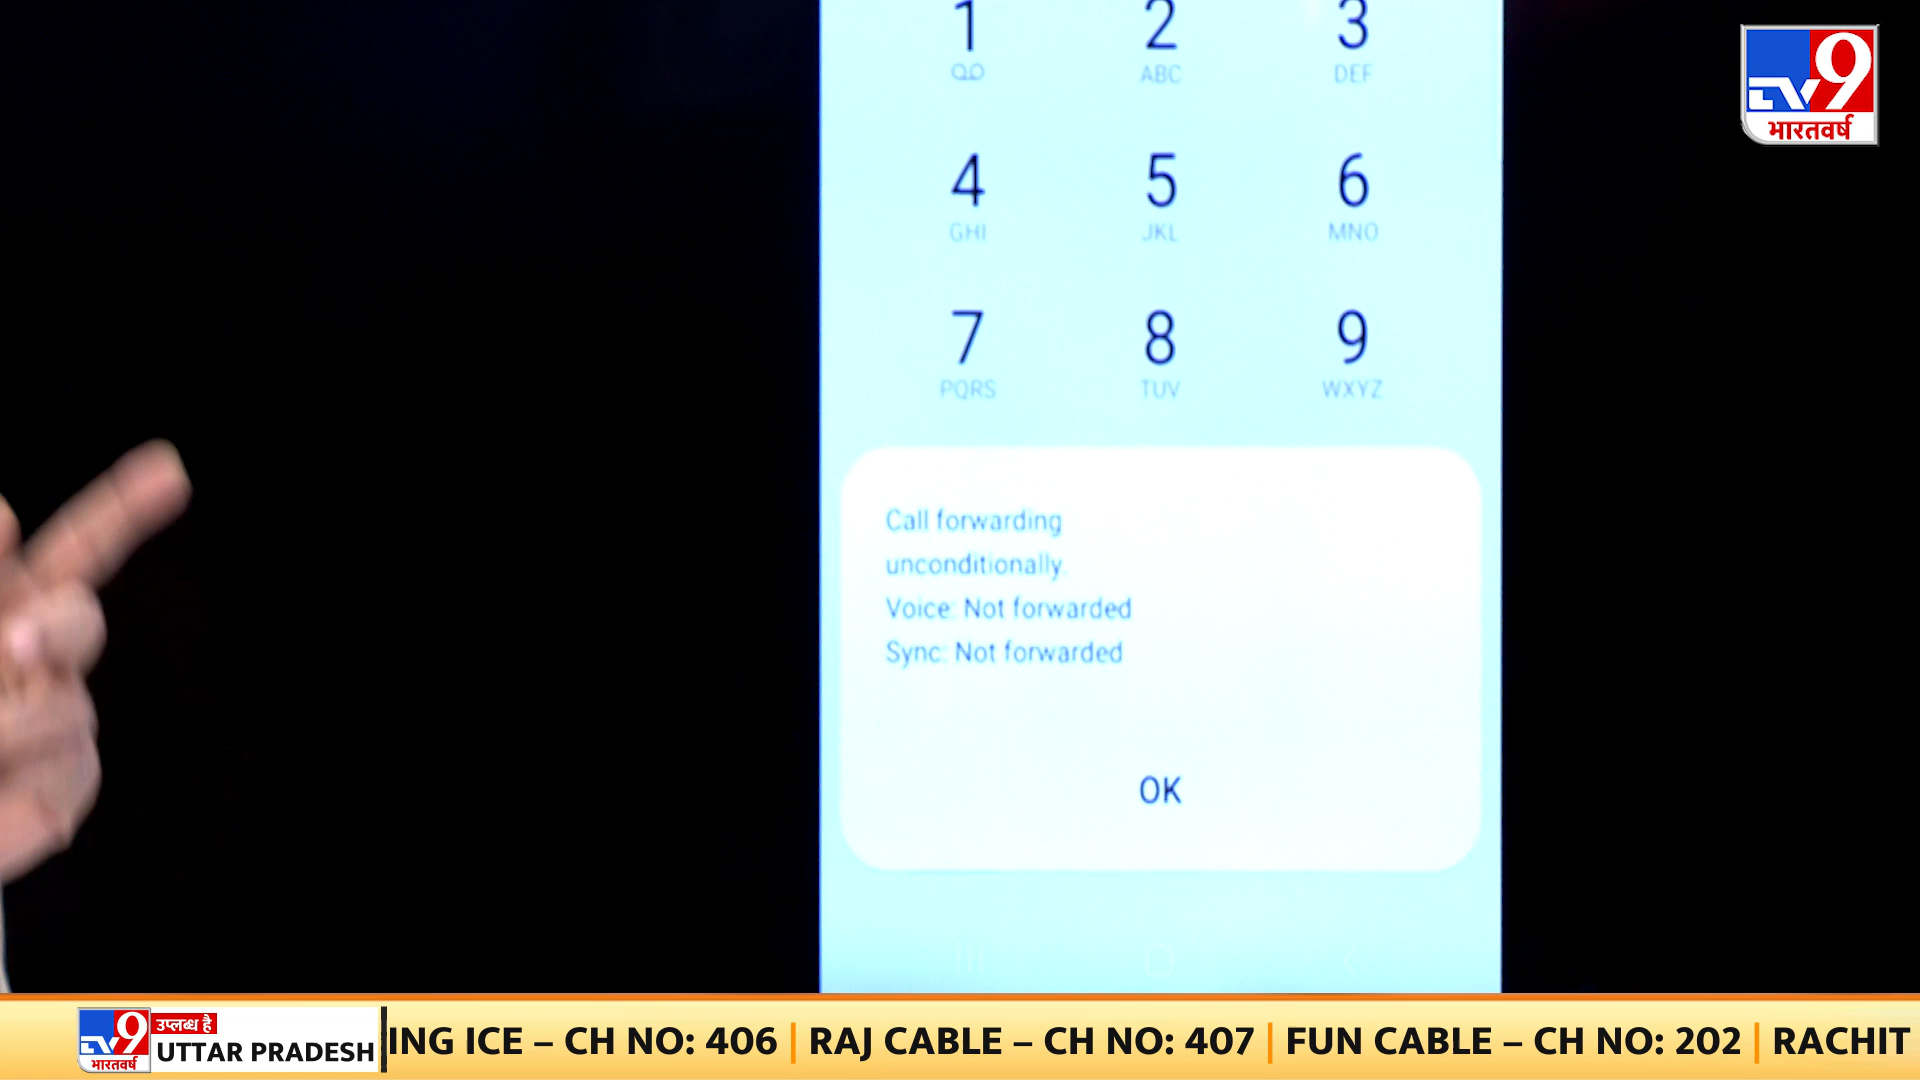 1
2
ABC
3
DEF
4
GHI
5
JKL
6
MNO
7
PQRS
8
TUV
9
WXYZ
Call forwarding
unconditionally.
Voice: Not forwarded
Sync: Not forwarded
OK
TV9
भारतवर्ष
TV9
भारतवर्ष
उप्लब्ध है
UTTAR PRADESH
ING ICE – CH NO: 406 | RAJ CABLE – CH NO: 407 | FUN CABLE – CH NO: 202 | RACHIT